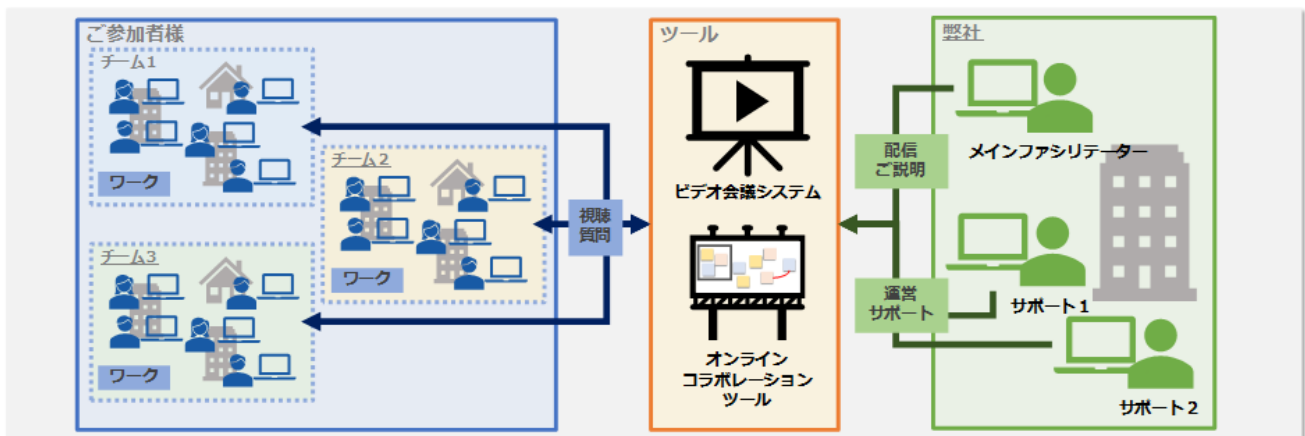 ご参加者様
チーム1
ワーク
チーム2
ワーク
チーム3
ワーク
視聴
質問
ツール
ビデオ会議システム
オンライン
コラボレーション
ツール
配信
ご説明
運営
サポート
弊社
メインファシリテーター
サポート1
サポート2